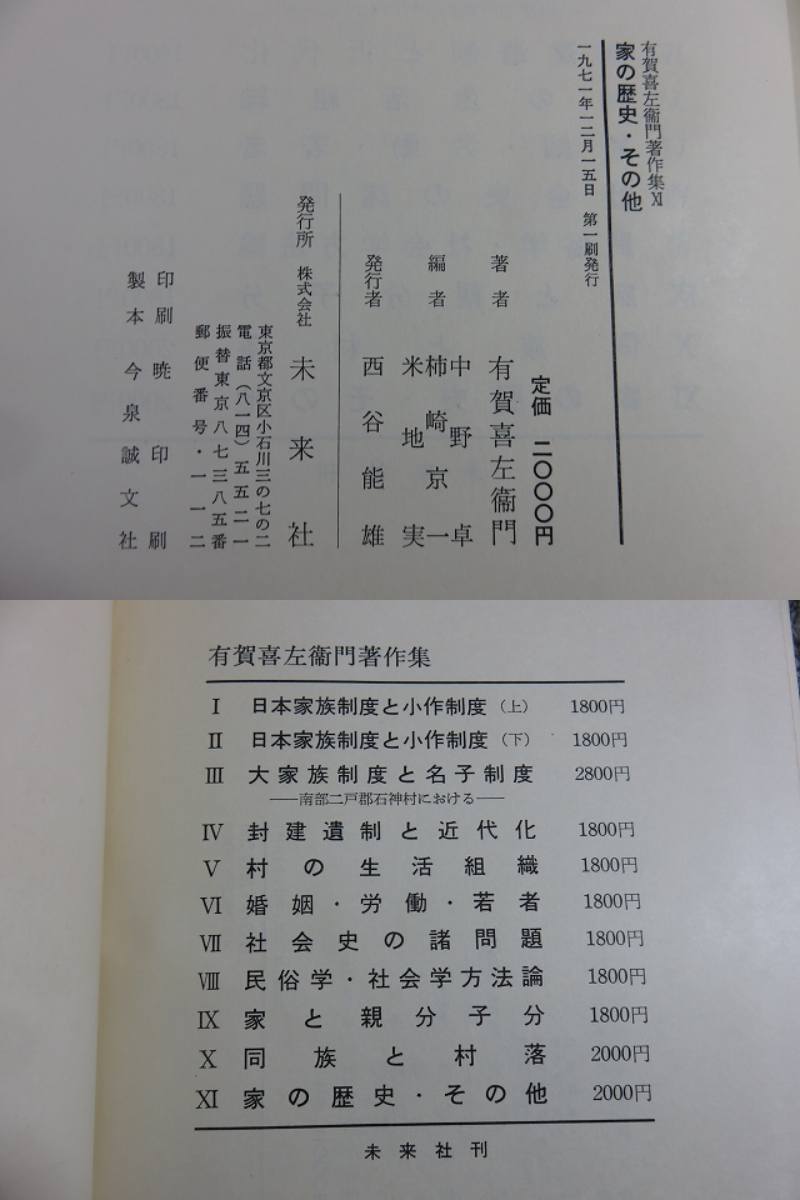 有賀喜左衞門著作集XI
家の歴史・その他
一九七一年一二月一五日　第一刷発行
定価　二〇〇〇円
著者　有賀喜左衞門
編者　中野卓
柿崎京一
米地実
発行者　西谷能雄
発行所　株式会社　未来社
東京都文京区小石川三の七の二
電話（八一四）五五二一
振替東京八七三八五番
郵便番号・一一二
印刷　暁印刷
製本　今泉誠文社
有賀喜左衞門著作集
I　日本家族制度と小作制度（上）　1800円
II　日本家族制度と小作制度（下）　1800円
III　大家族制度と名子制度　2800円
――南部二戸郡石神村における――
IV　封建遺制と近代化　1800円
V　村の生活組織　1800円
VI　婚姻・労働・若者　1800円
VII　社会史の諸問題　1800円
VIII　民俗学・社会学方法論　1800円
IX　家と親分子分　1800円
X　同族と村落　2000円
XI　家の歴史・その他　2000円
未来社刊